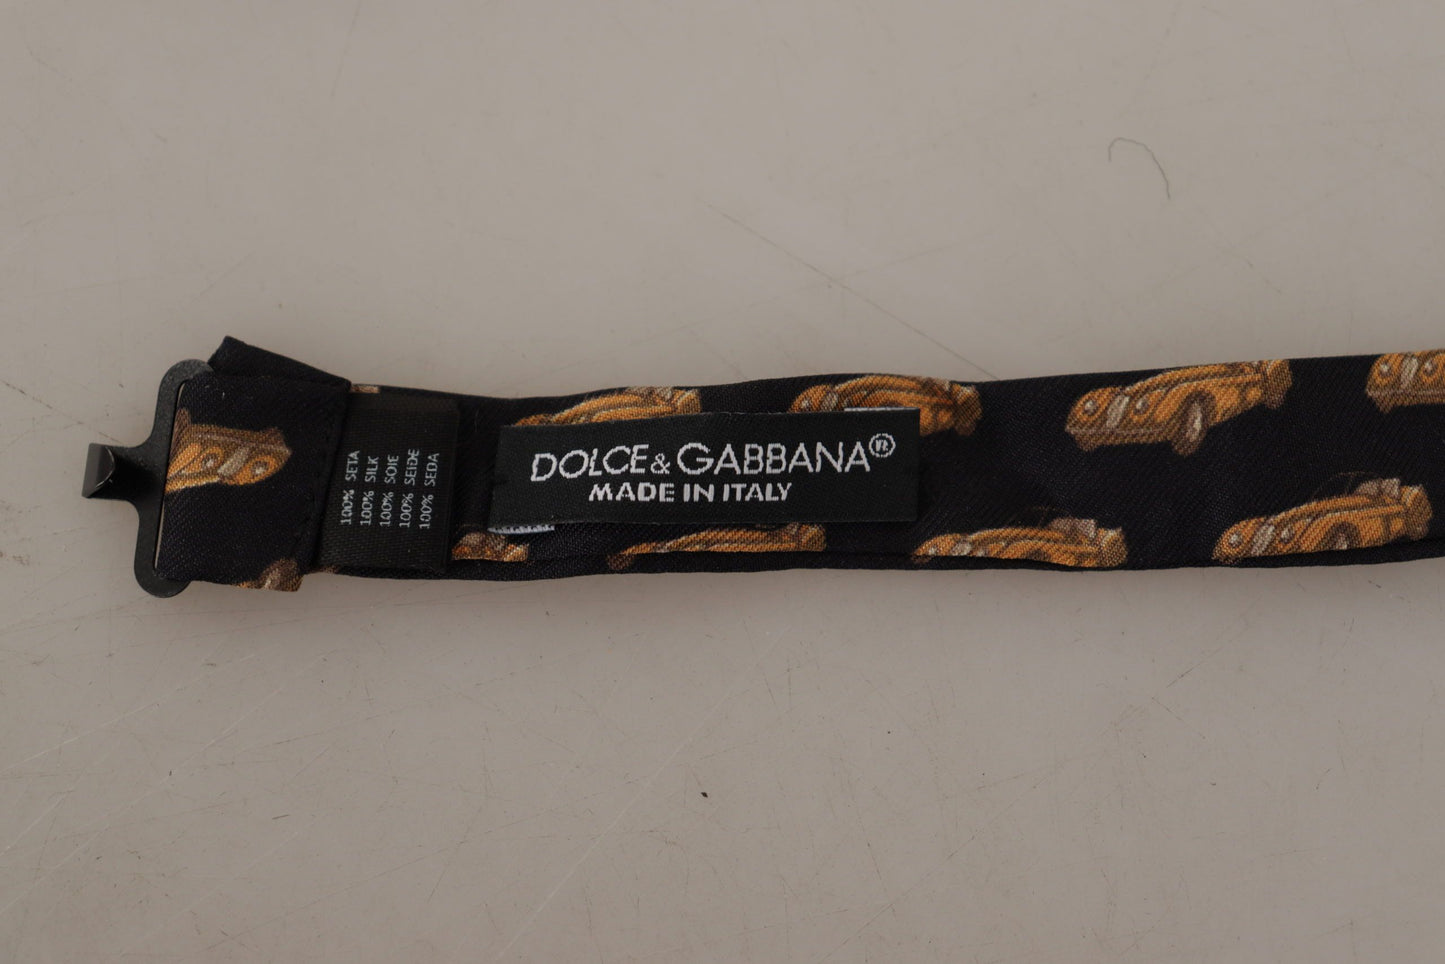 100% SETA
100% SILK
100% SOIE
100% SEIDE
100% SEDA
DOLCE & GABBANA®
MADE IN ITALY